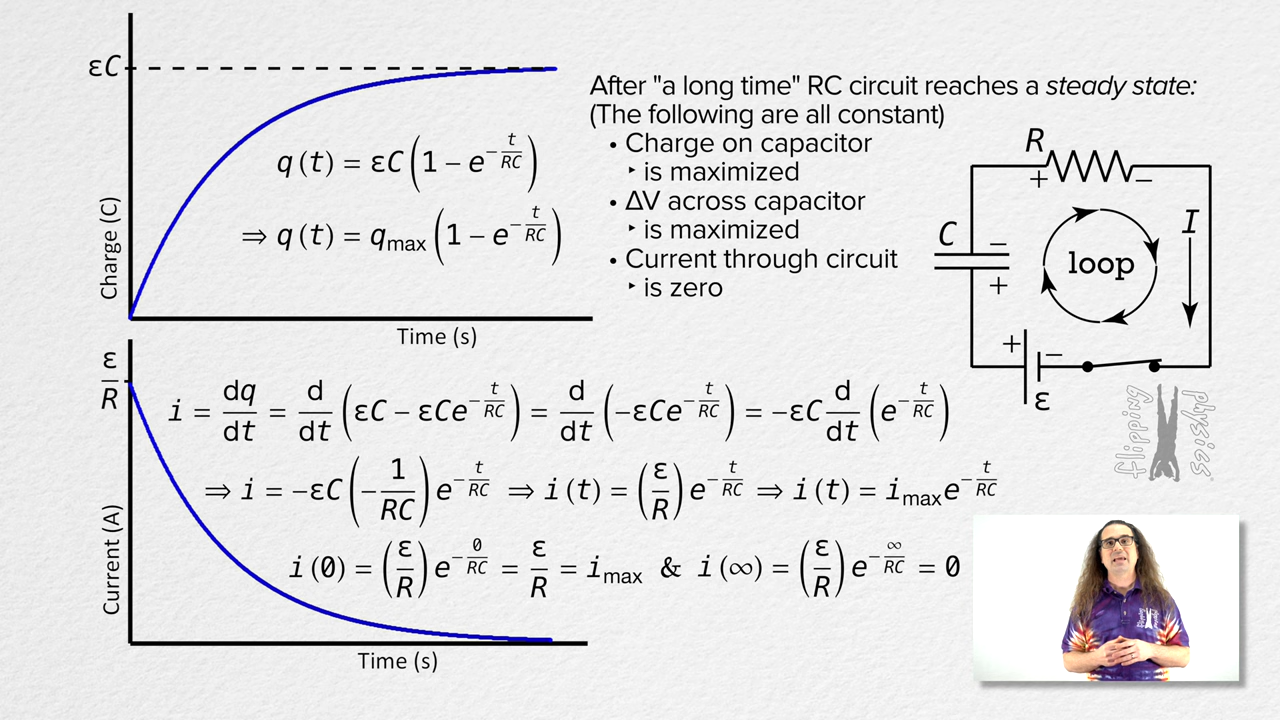 εC
q (t) = εC (1 − e^(−t/RC))
⇒ q (t) = q_max (1 − e^(−t/RC))
Charge (C)
Time (s)
After "a long time" RC circuit reaches a steady state:
(The following are all constant)
• Charge on capacitor
‣ is maximized
• ΔV across capacitor
‣ is maximized
• Current through circuit
‣ is zero
R
+ −
C
−
+
loop
I
+ −
ε
flipping physics
ε/R
i = dq/dt = d/dt (εC − εCe^(−t/RC)) = d/dt (−εCe^(−t/RC)) = −εC d/dt (e^(−t/RC))
⇒ i = −εC (−1/RC) e^(−t/RC) ⇒ i (t) = (ε/R) e^(−t/RC) ⇒ i (t) = i_max e^(−t/RC)
i (0) = (ε/R) e^(−0/RC) = ε/R = i_max & i (∞) = (ε/R) e^(−∞/RC) = 0
Current (A)
Time (s)